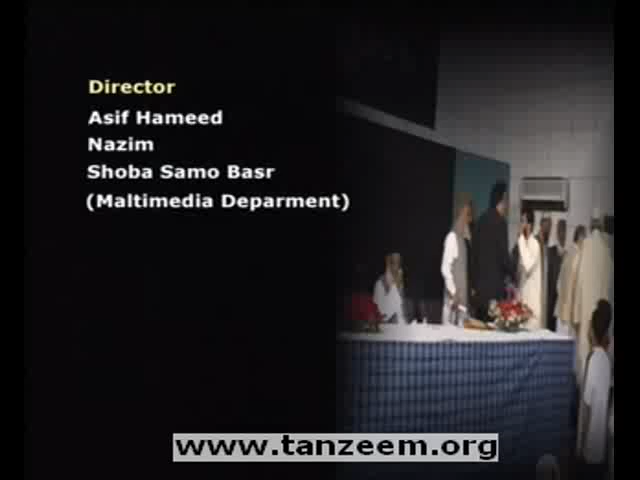 Director
Asif Hameed
Nazim
Shoba Samo Basr
(Maltimedia Deparment)
www.tanzeem.org